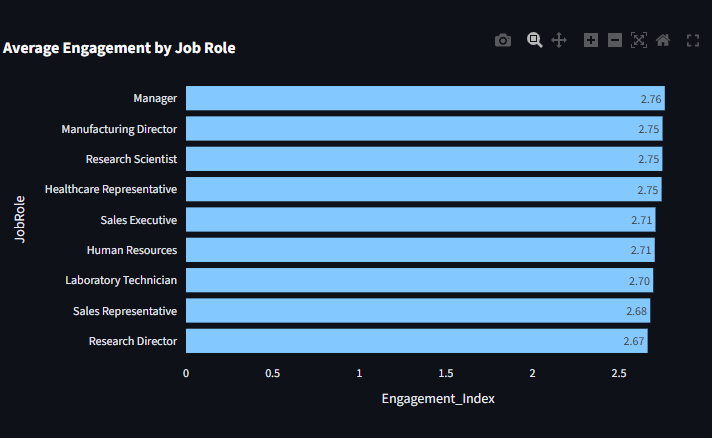 Average Engagement by Job Role
Manager 2.76
Manufacturing Director 2.75
Research Scientist 2.75
Healthcare Representative 2.75
Sales Executive 2.71
Human Resources 2.71
Laboratory Technician 2.70
Sales Representative 2.68
Research Director 2.67
JobRole
0 0.5 1 1.5 2 2.5
Engagement_Index